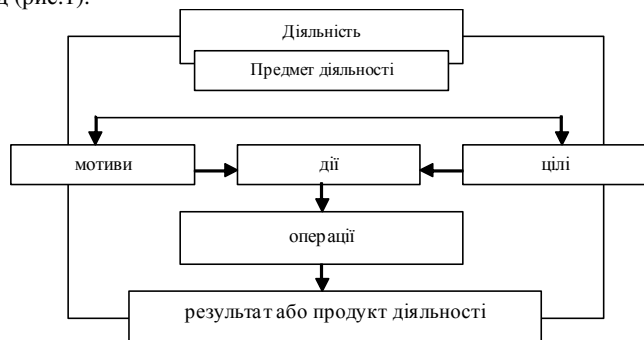 (рис.1).
Діяльність
Предмет діяльності
мотиви
дії
цілі
операції
результат або продукт діяльності